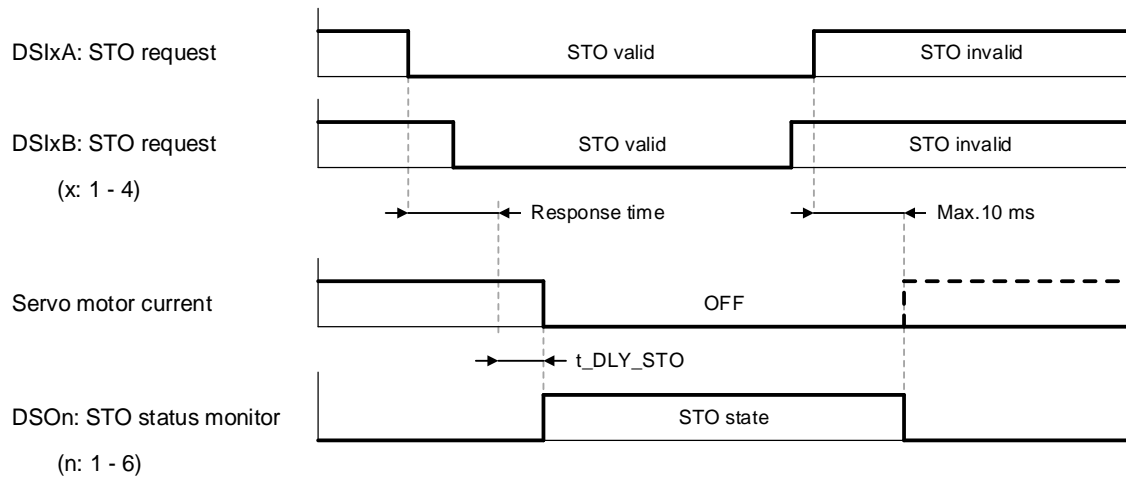 DSIxA: STO request
STO valid
STO invalid
DSIxB: STO request
STO valid
STO invalid
(x: 1 - 4)
Response time
Max.10 ms
Servo motor current
OFF
t_DLY_STO
DSOn: STO status monitor
STO state
(n: 1 - 6)